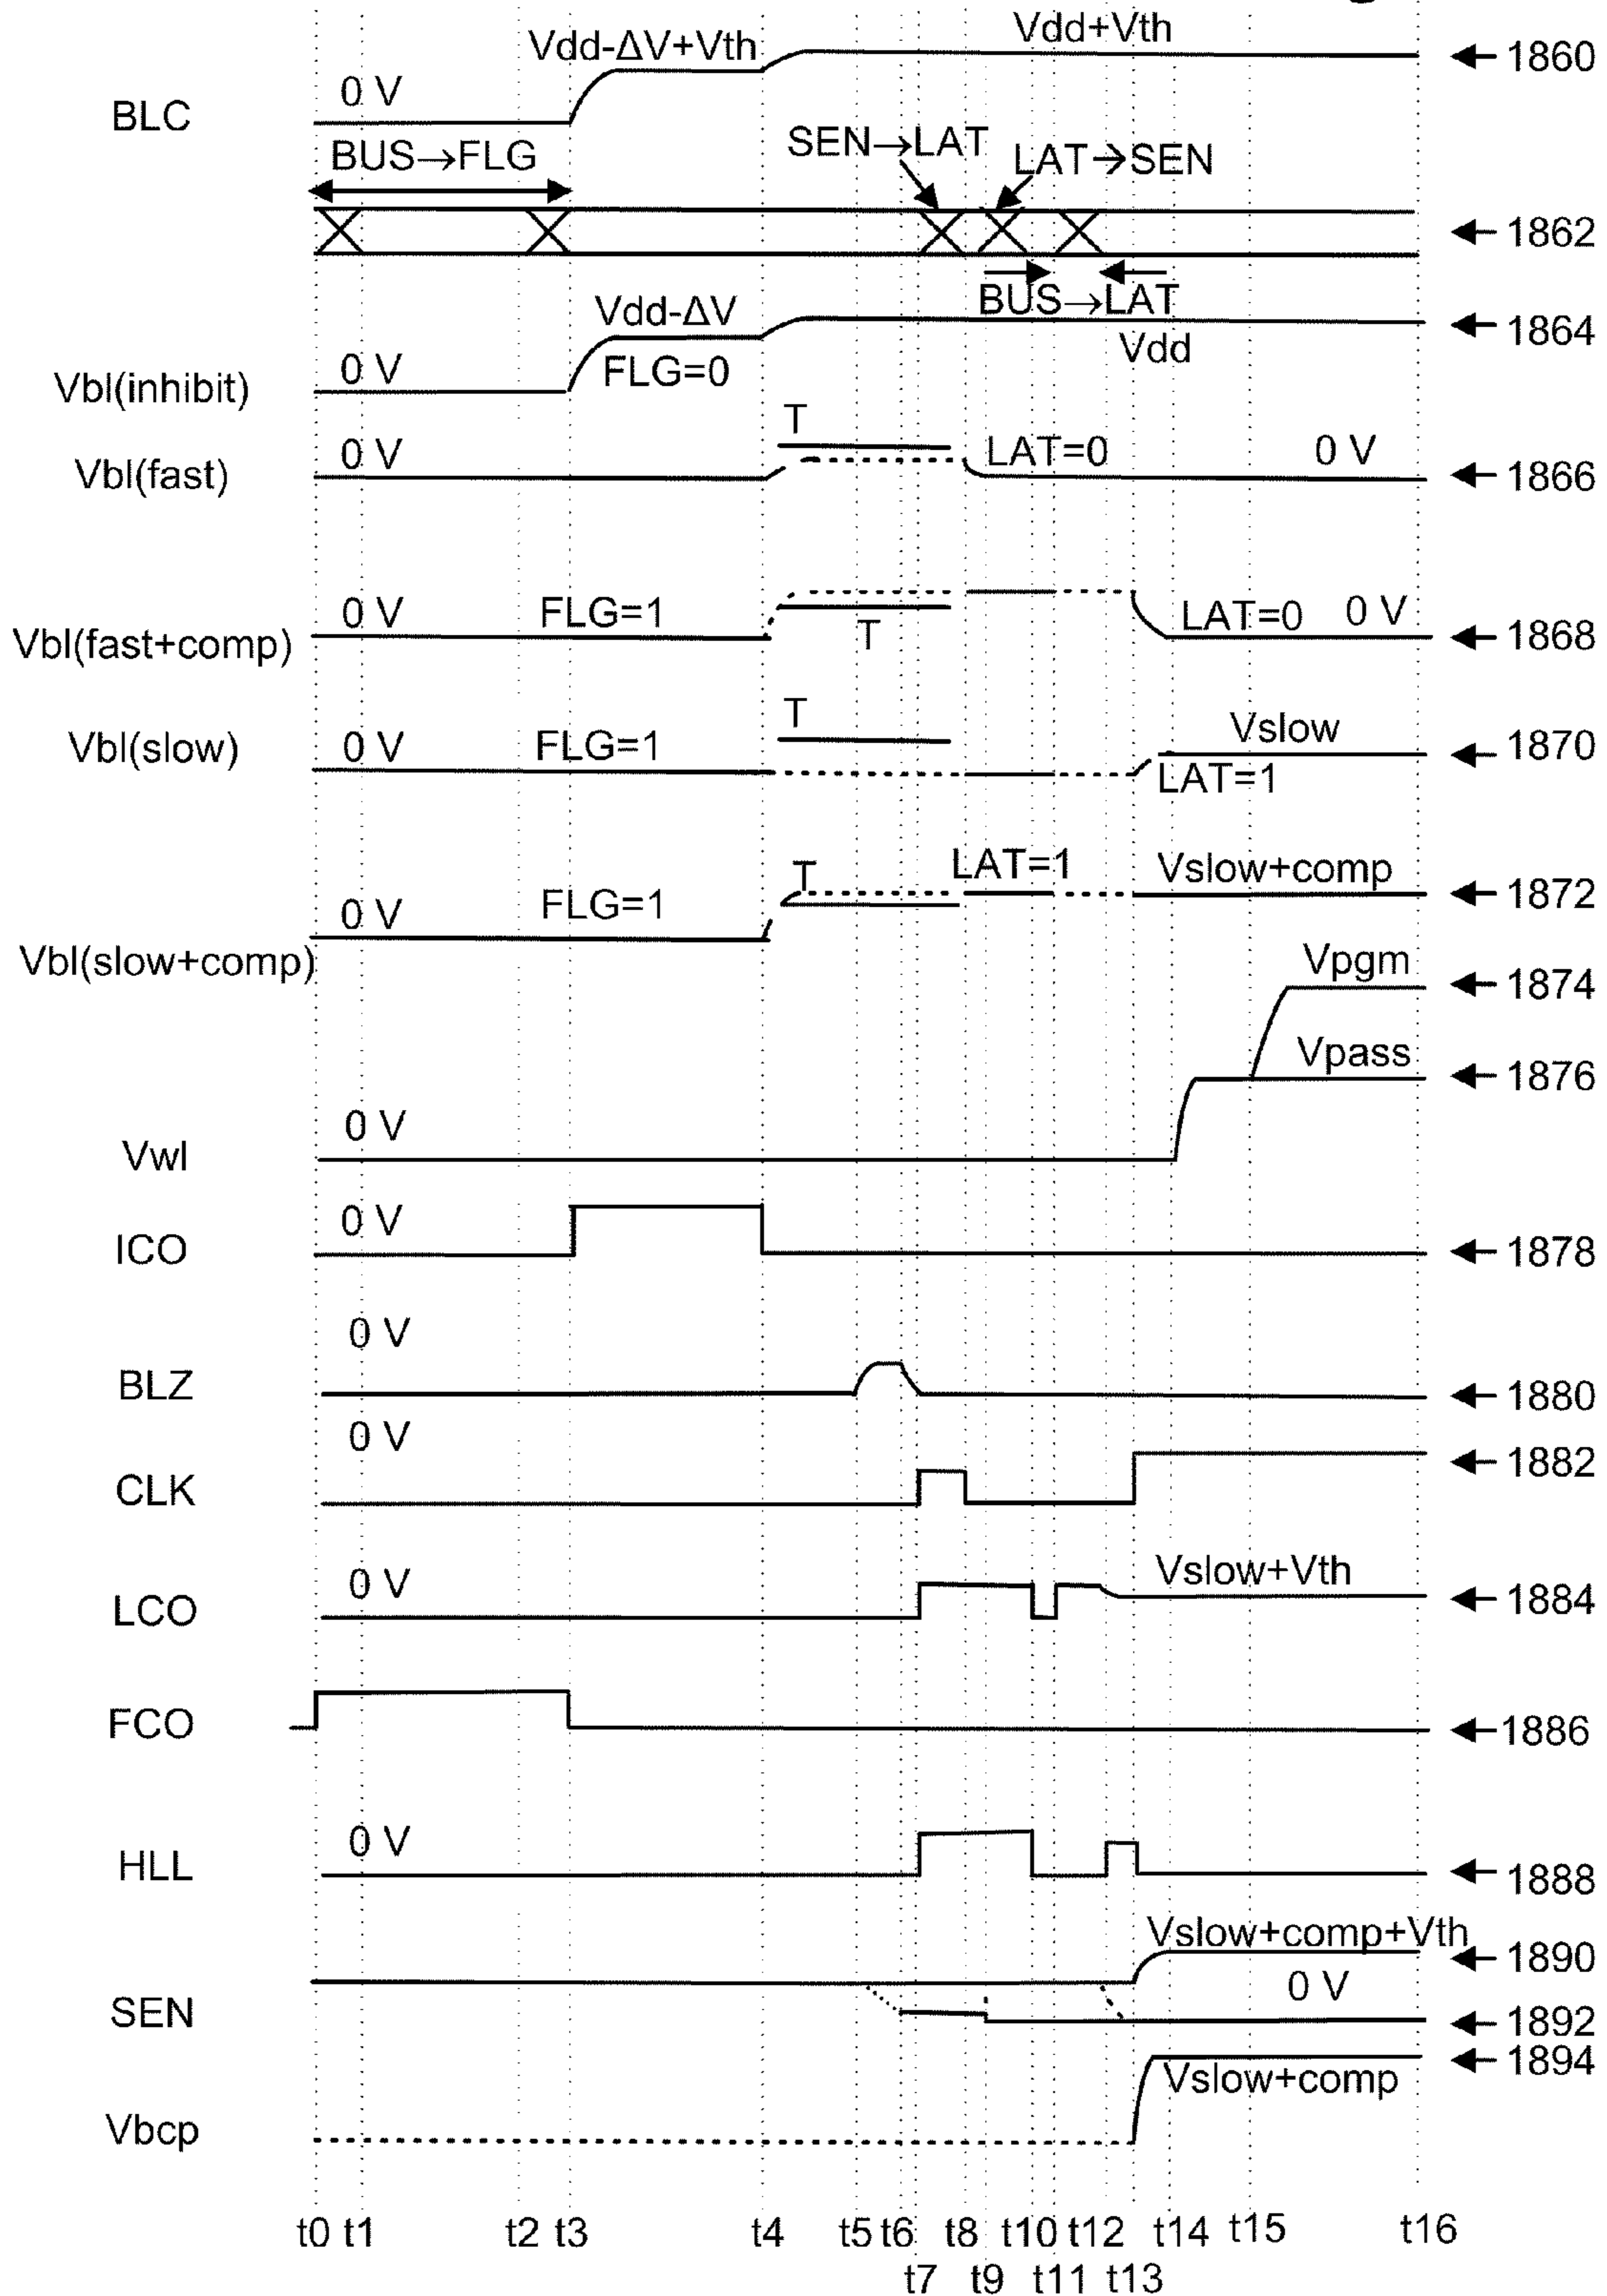 Vdd-ΔV+Vth Vdd+Vth 1860
0 V
BLC
BUS→FLG SEN→LAT LAT→SEN
1862
BUS→LAT
Vdd-ΔV 1864
Vdd
0 V FLG=0
Vbl(inhibit)
T
0 V LAT=0 0 V
Vbl(fast) 1866
0 V FLG=1 LAT=0 0 V
Vbl(fast+comp) T 1868
T
Vslow
Vbl(slow) 0 V FLG=1 1870
LAT=1
T LAT=1 Vslow+comp
0 V FLG=1 1872
Vbl(slow+comp)
Vpgm 1874
Vpass 1876
0 V
Vwl
0 V
ICO 1878
0 V
BLZ 1880
0 V
CLK 1882
0 V Vslow+Vth
LCO 1884
FCO 1886
0 V
HLL 1888
Vslow+comp+Vth 1890
0 V
SEN 1892
1894
Vslow+comp
Vbcp
t0 t1 t2 t3 t4 t5 t6 t8 t10 t12 t14 t15 t16
t7 t9 t11 t13